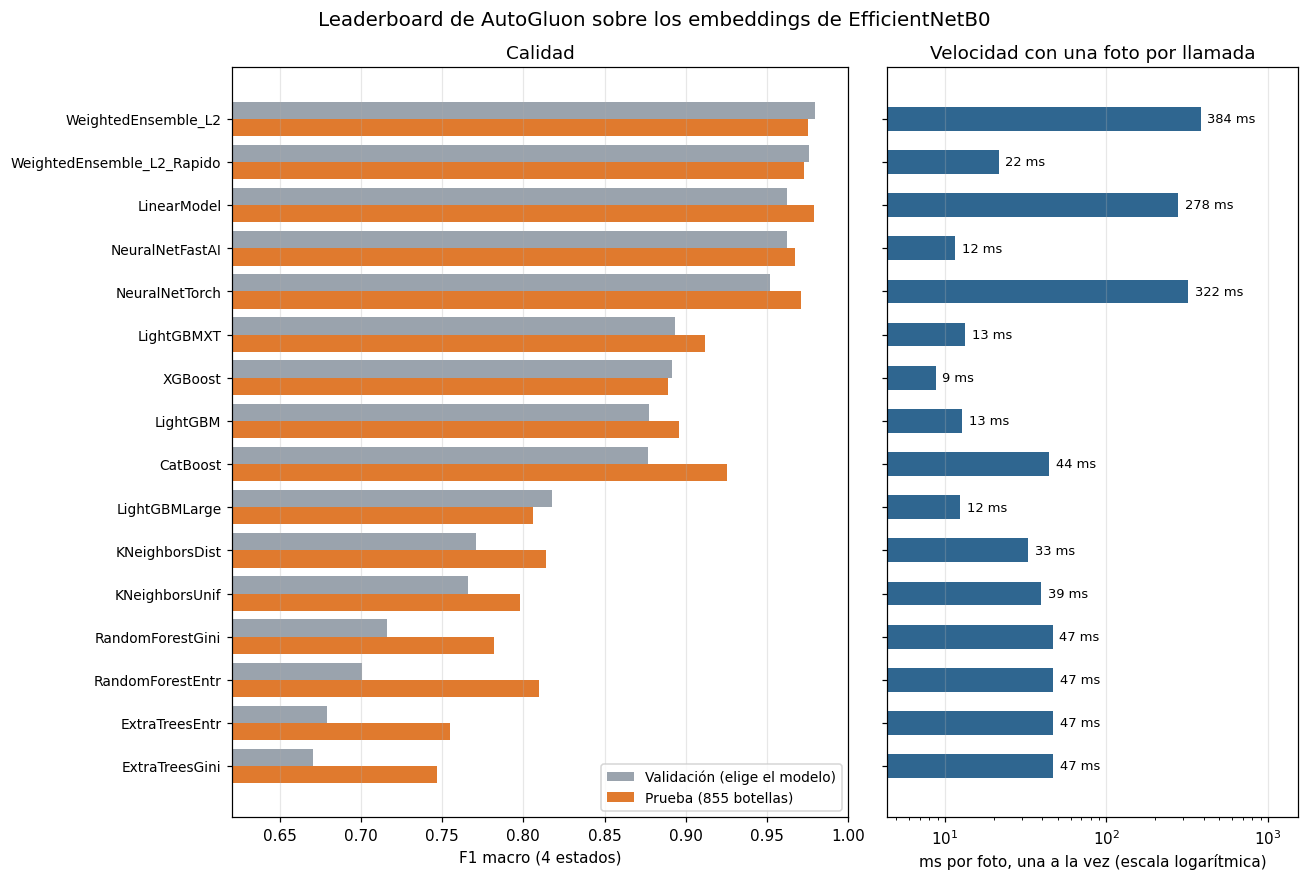 Leaderboard de AutoGluon sobre los embeddings de EfficientNetB0
Calidad
WeightedEnsemble_L2
WeightedEnsemble_L2_Rapido
LinearModel
NeuralNetFastAI
NeuralNetTorch
LightGBMXT
XGBoost
LightGBM
CatBoost
LightGBMLarge
KNeighborsDist
KNeighborsUnif
RandomForestGini
RandomForestEntr
ExtraTreesEntr
ExtraTreesGini
Validación (elige el modelo)
Prueba (855 botellas)
0.65 0.70 0.75 0.80 0.85 0.90 0.95 1.00
F1 macro (4 estados)
Velocidad con una foto por llamada
384 ms
22 ms
278 ms
12 ms
322 ms
13 ms
9 ms
13 ms
44 ms
12 ms
33 ms
39 ms
47 ms
47 ms
47 ms
47 ms
10¹ 10² 10³
ms por foto, una a la vez (escala logarítmica)